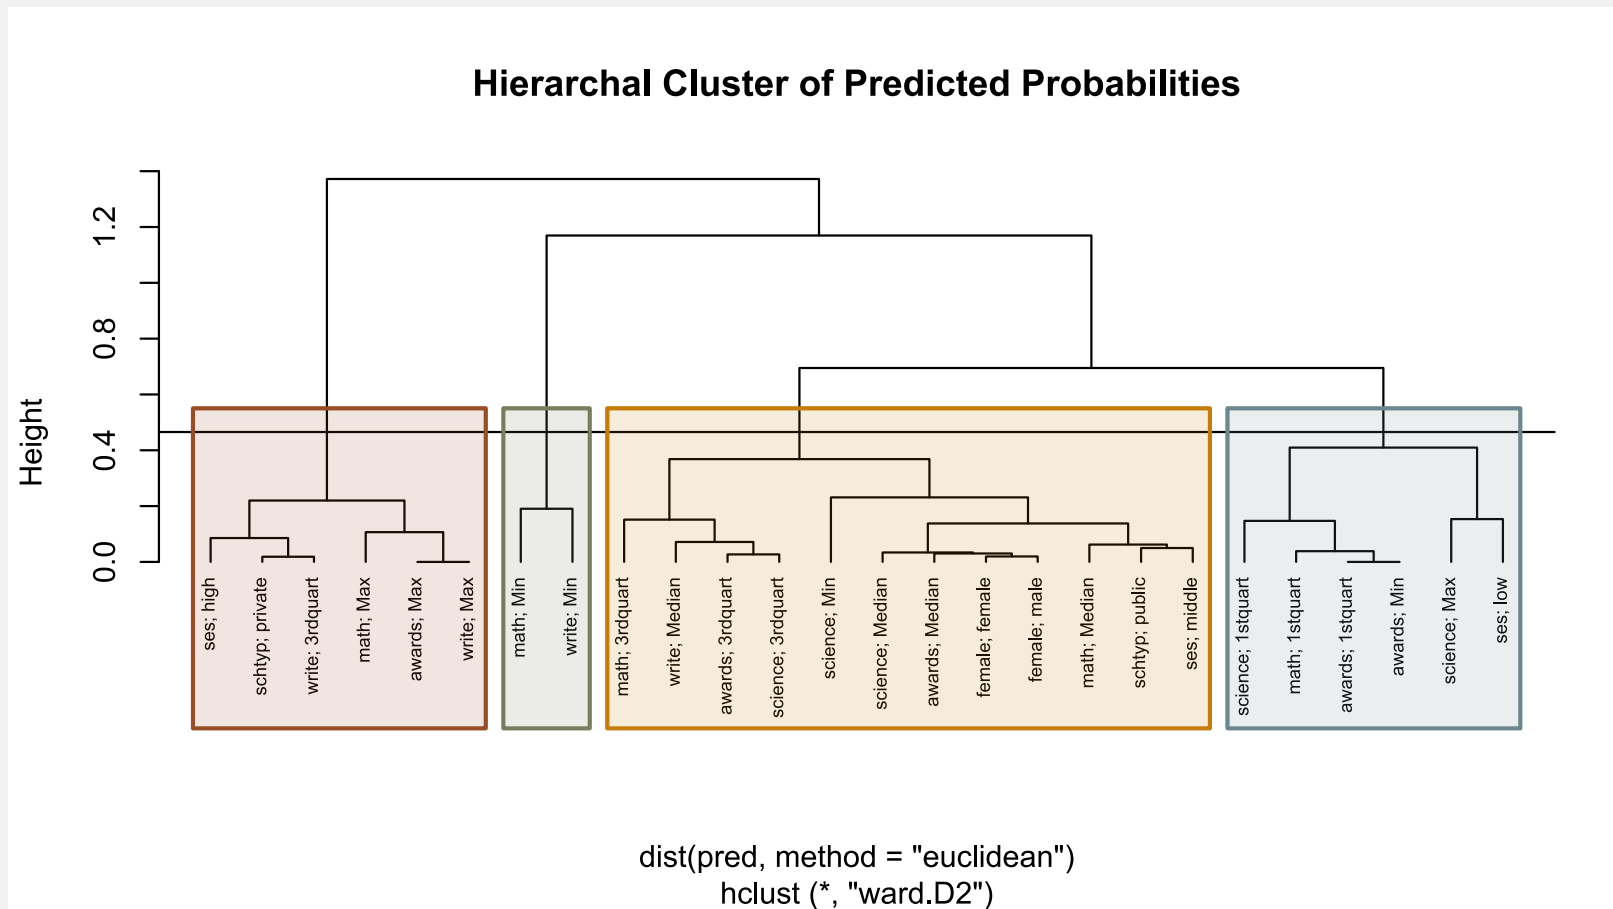 Hierarchal Cluster of Predicted Probabilities
Height
1.2
0.8
0.4
0.0
ses; high
schtyp; private
write; 3rdquart
math; Max
awards; Max
write; Max
math; Min
write; Min
math; 3rdquart
write; Median
awards; 3rdquart
science; 3rdquart
science; Min
science; Median
awards; Median
female; female
female; male
math; Median
schtyp; public
ses; middle
science; 1stquart
math; 1stquart
awards; 1stquart
awards; Min
science; Max
ses; low
dist(pred, method = "euclidean")
hclust (*, "ward.D2")